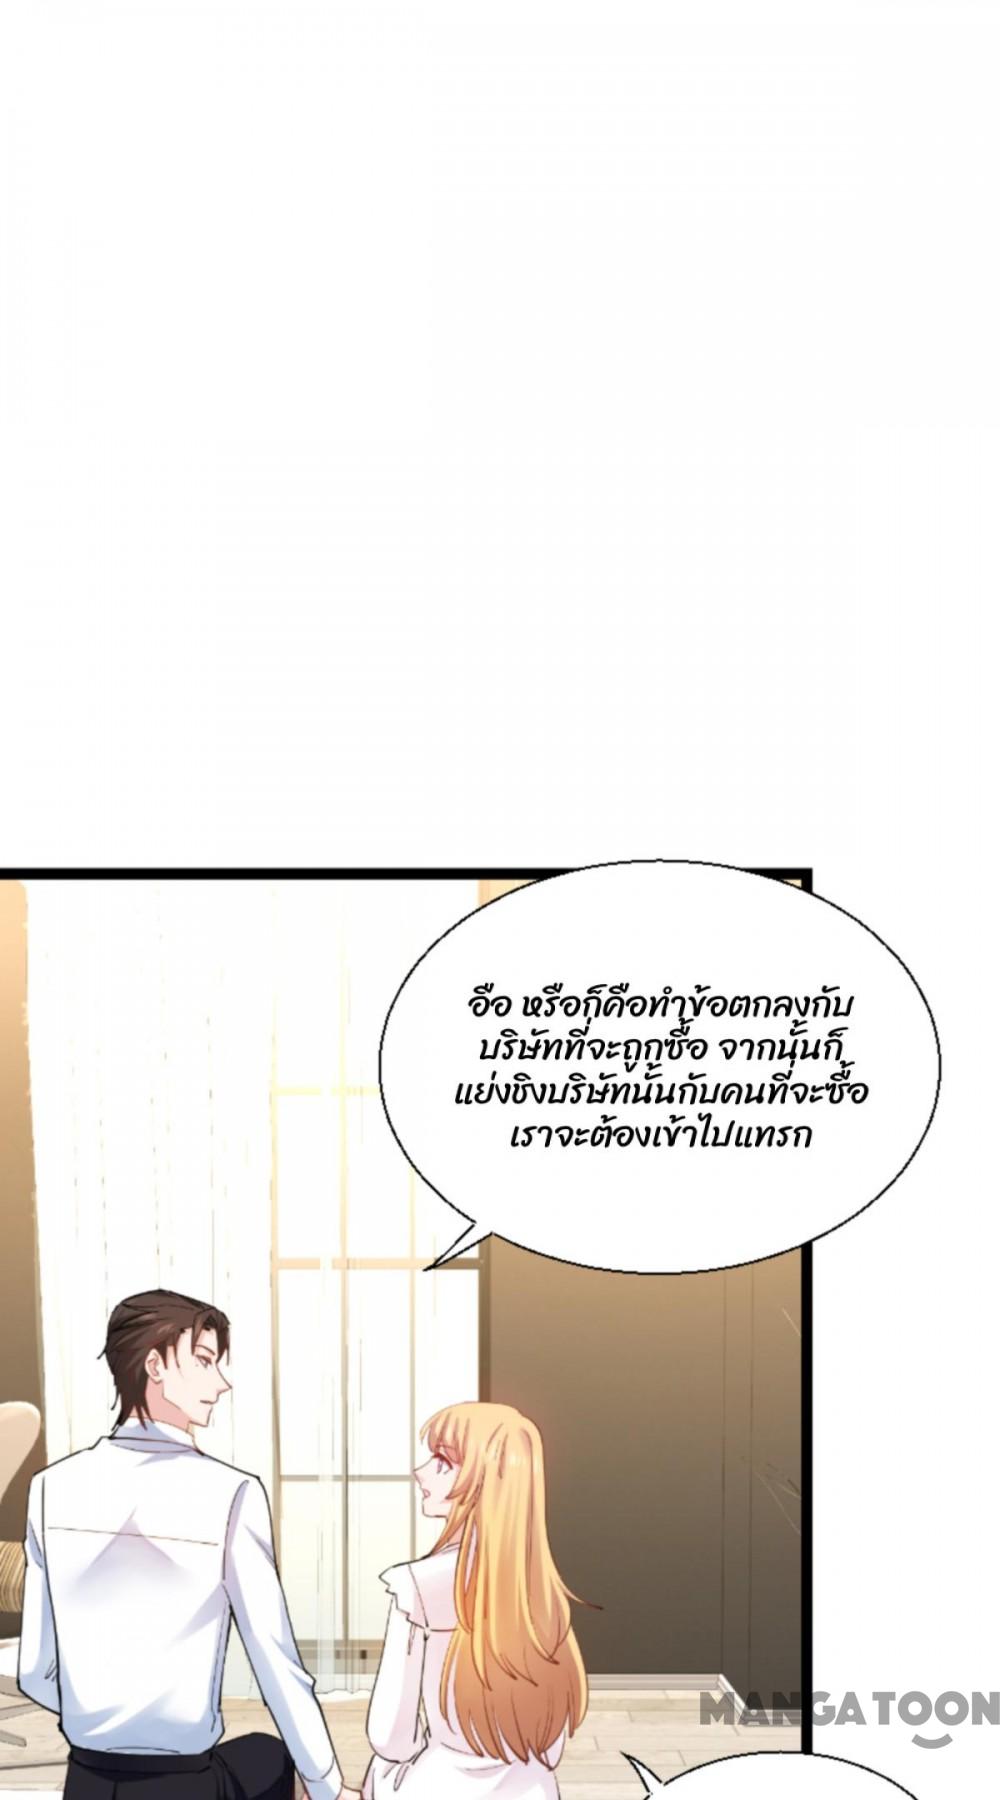 อือ หรือก็คือทำข้อตกลงกับ
บริษัทที่จะถูกซื้อ จากนั้นก็
แย่งชิงบริษัทนั้นกับคนที่จะซื้อ
เราจะต้องเข้าไปแทรก
MANGATOON